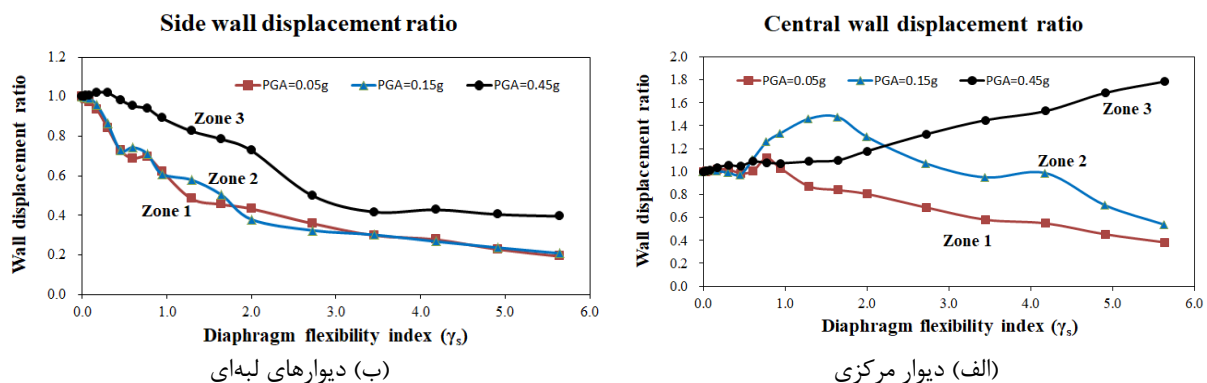 Side wall displacement ratio
Wall displacement ratio
1.2
1.0
0.8
0.6
0.4
0.2
0.0
PGA=0.05g PGA=0.15g PGA=0.45g
Zone 3
Zone 2
Zone 1
0.0 1.0 2.0 3.0 4.0 5.0 6.0
Diaphragm flexibility index (γs)
(ب) دیوارهای لبه‌ای
Central wall displacement ratio
Wall displacement ratio
2.0
1.8
1.6
1.4
1.2
1.0
0.8
0.6
0.4
0.2
0.0
PGA=0.05g PGA=0.15g PGA=0.45g
Zone 3
Zone 2
Zone 1
0.0 1.0 2.0 3.0 4.0 5.0 6.0
Diaphragm flexibility index (γs)
(الف) دیوار مرکزی